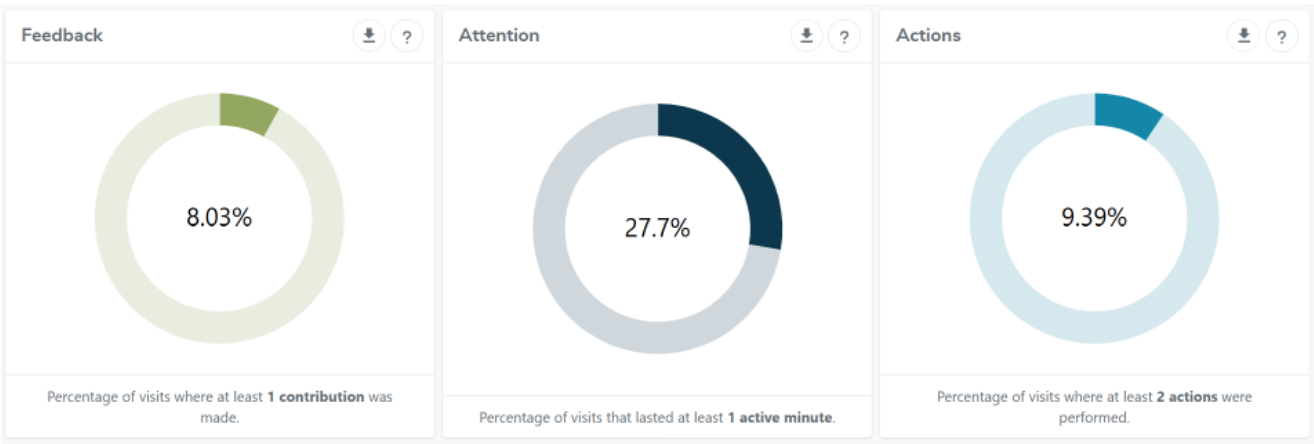 Feedback
?
8.03%
Percentage of visits where at least 1 contribution was
made.
Attention
?
27.7%
Percentage of visits that lasted at least 1 active minute.
Actions
?
9.39%
Percentage of visits where at least 2 actions were
performed.